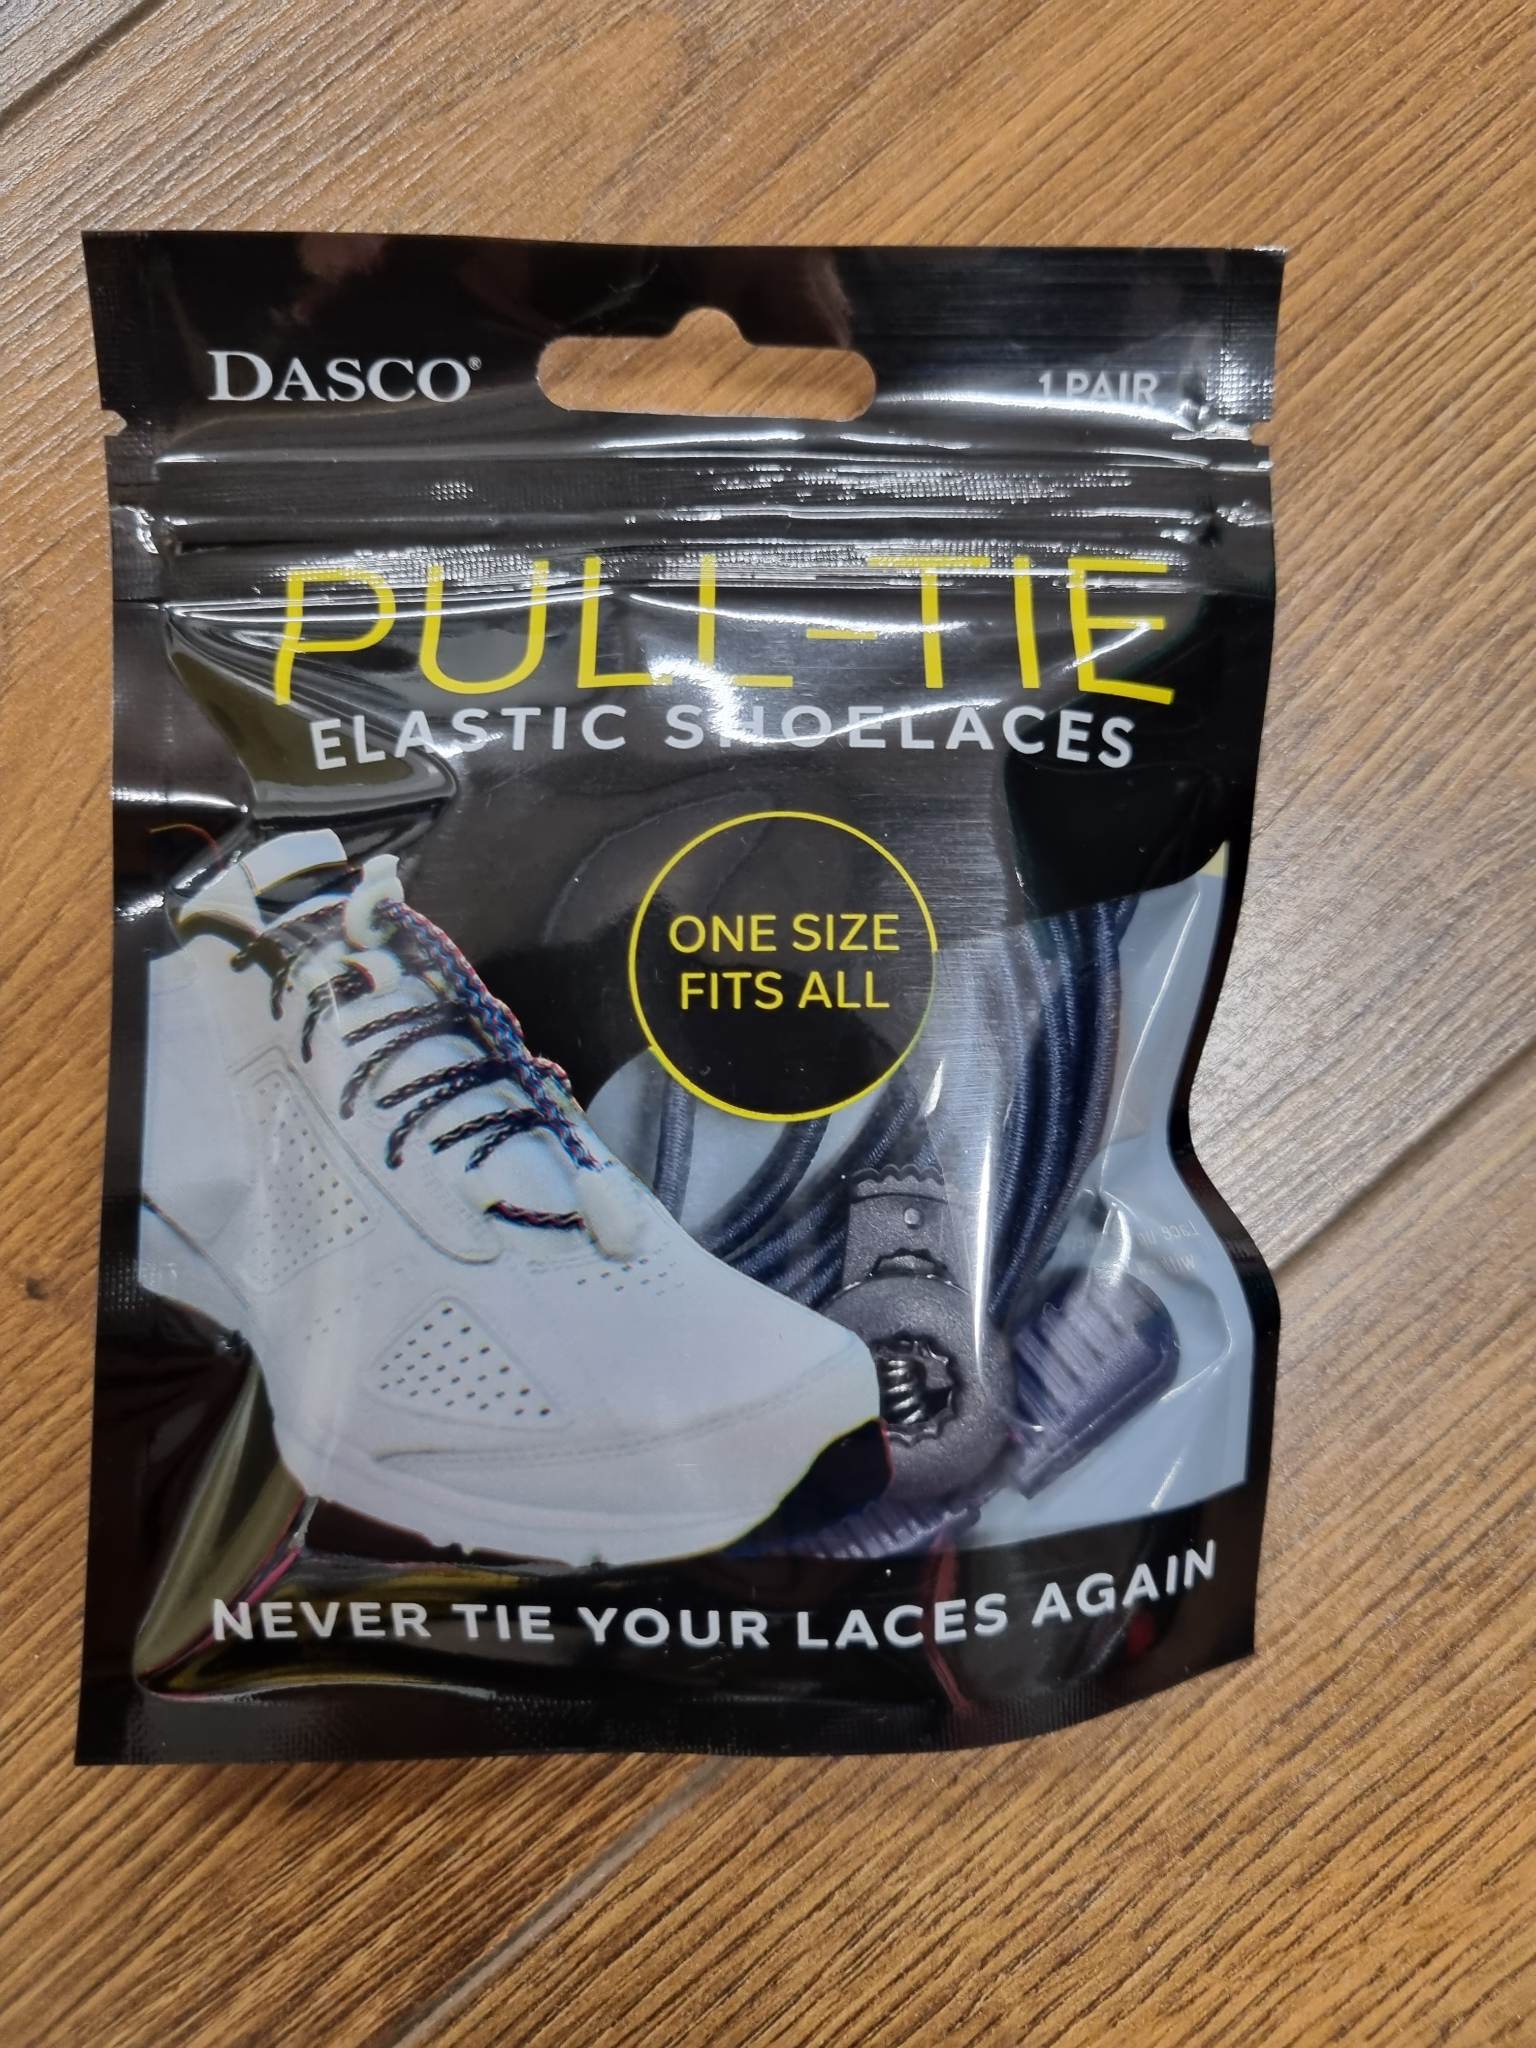 DASCO®
1 PAIR
PULL-TIE
ELASTIC SHOELACES
ONE SIZE
FITS ALL
NEVER TIE YOUR LACES AGAIN